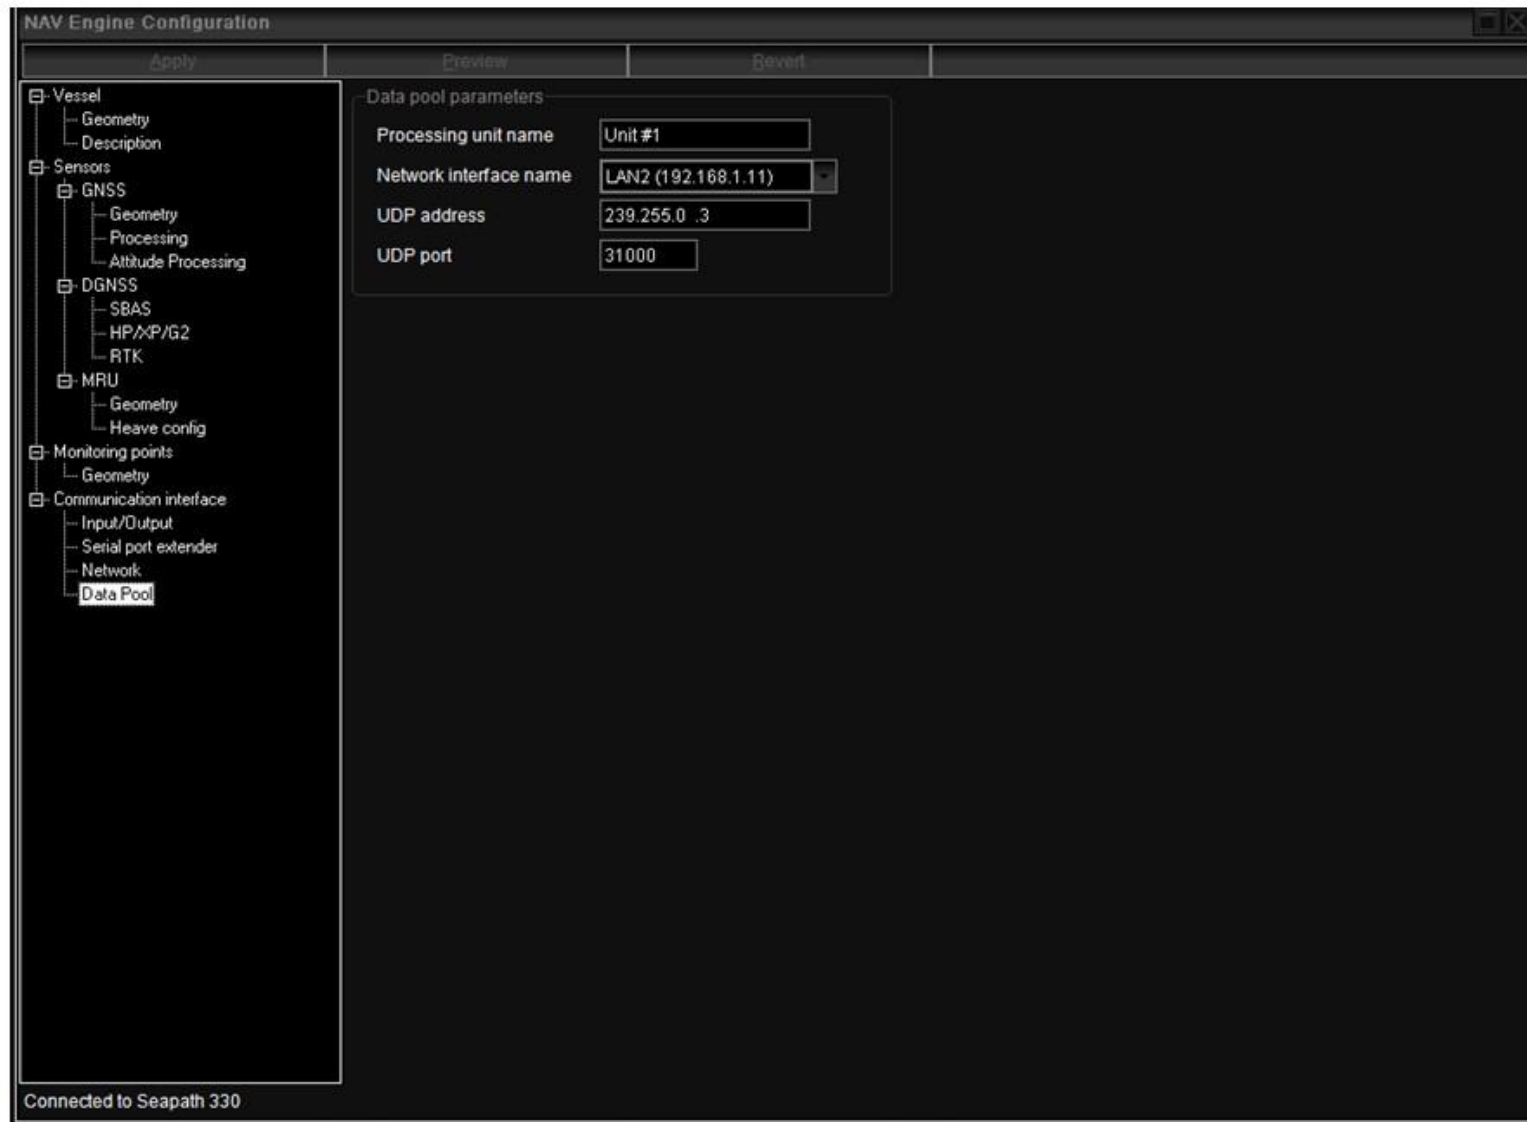 NAV Engine Configuration
Apply Preview Revert
Vessel
Geometry
Description
Sensors
GNSS
Geometry
Processing
Attitude Processing
DGNSS
SBAS
HP/XP/G2
RTK
MRU
Geometry
Heave config
Monitoring points
Geometry
Communication interface
Input/Output
Serial port extender
Network
Data Pool
Data pool parameters
Processing unit name Unit #1
Network interface name LAN2 (192.168.1.11)
UDP address 239.255.0 .3
UDP port 31000
Connected to Seapath 330